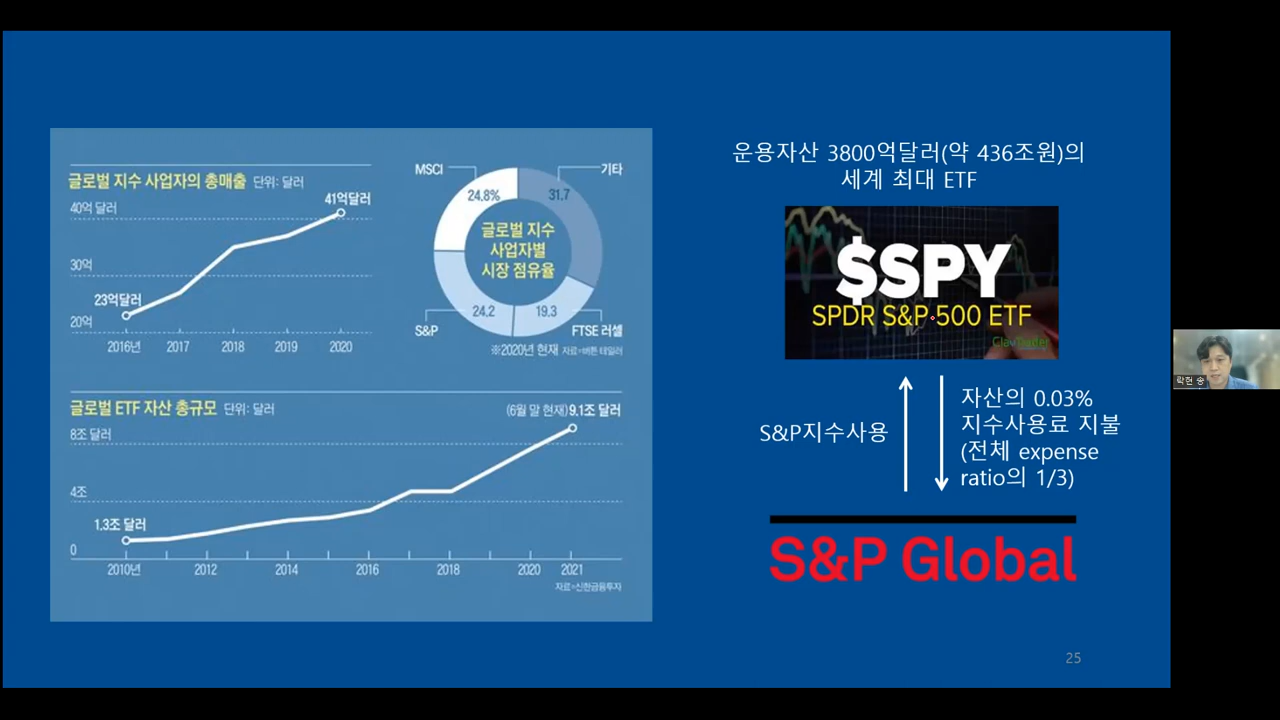 글로벌 지수 사업자의 총매출 단위: 달러
40억 달러
41억달러
30억
23억달러
20억
2016년 2017 2018 2019 2020
MSCI
기타
24.8%
31.7
글로벌 지수
사업자별
시장 점유율
24.2
19.3
S&P
FTSE 러셀
※2020년 현재 자료=버튼 테일러
글로벌 ETF 자산 총규모 단위: 달러
(6월 말 현재) 9.1조 달러
8조 달러
4조
1.3조 달러
0
2010년 2012 2014 2016 2018 2020 2021
자료=신한금융투자
운용자산 3800억달러(약 436조원)의
세계 최대 ETF
$SPY
SPDR S&P 500 ETF
S&P지수사용
자산의 0.03%
지수사용료 지불
(전체 expense
ratio의 1/3)
S&P Global
25
락현 송